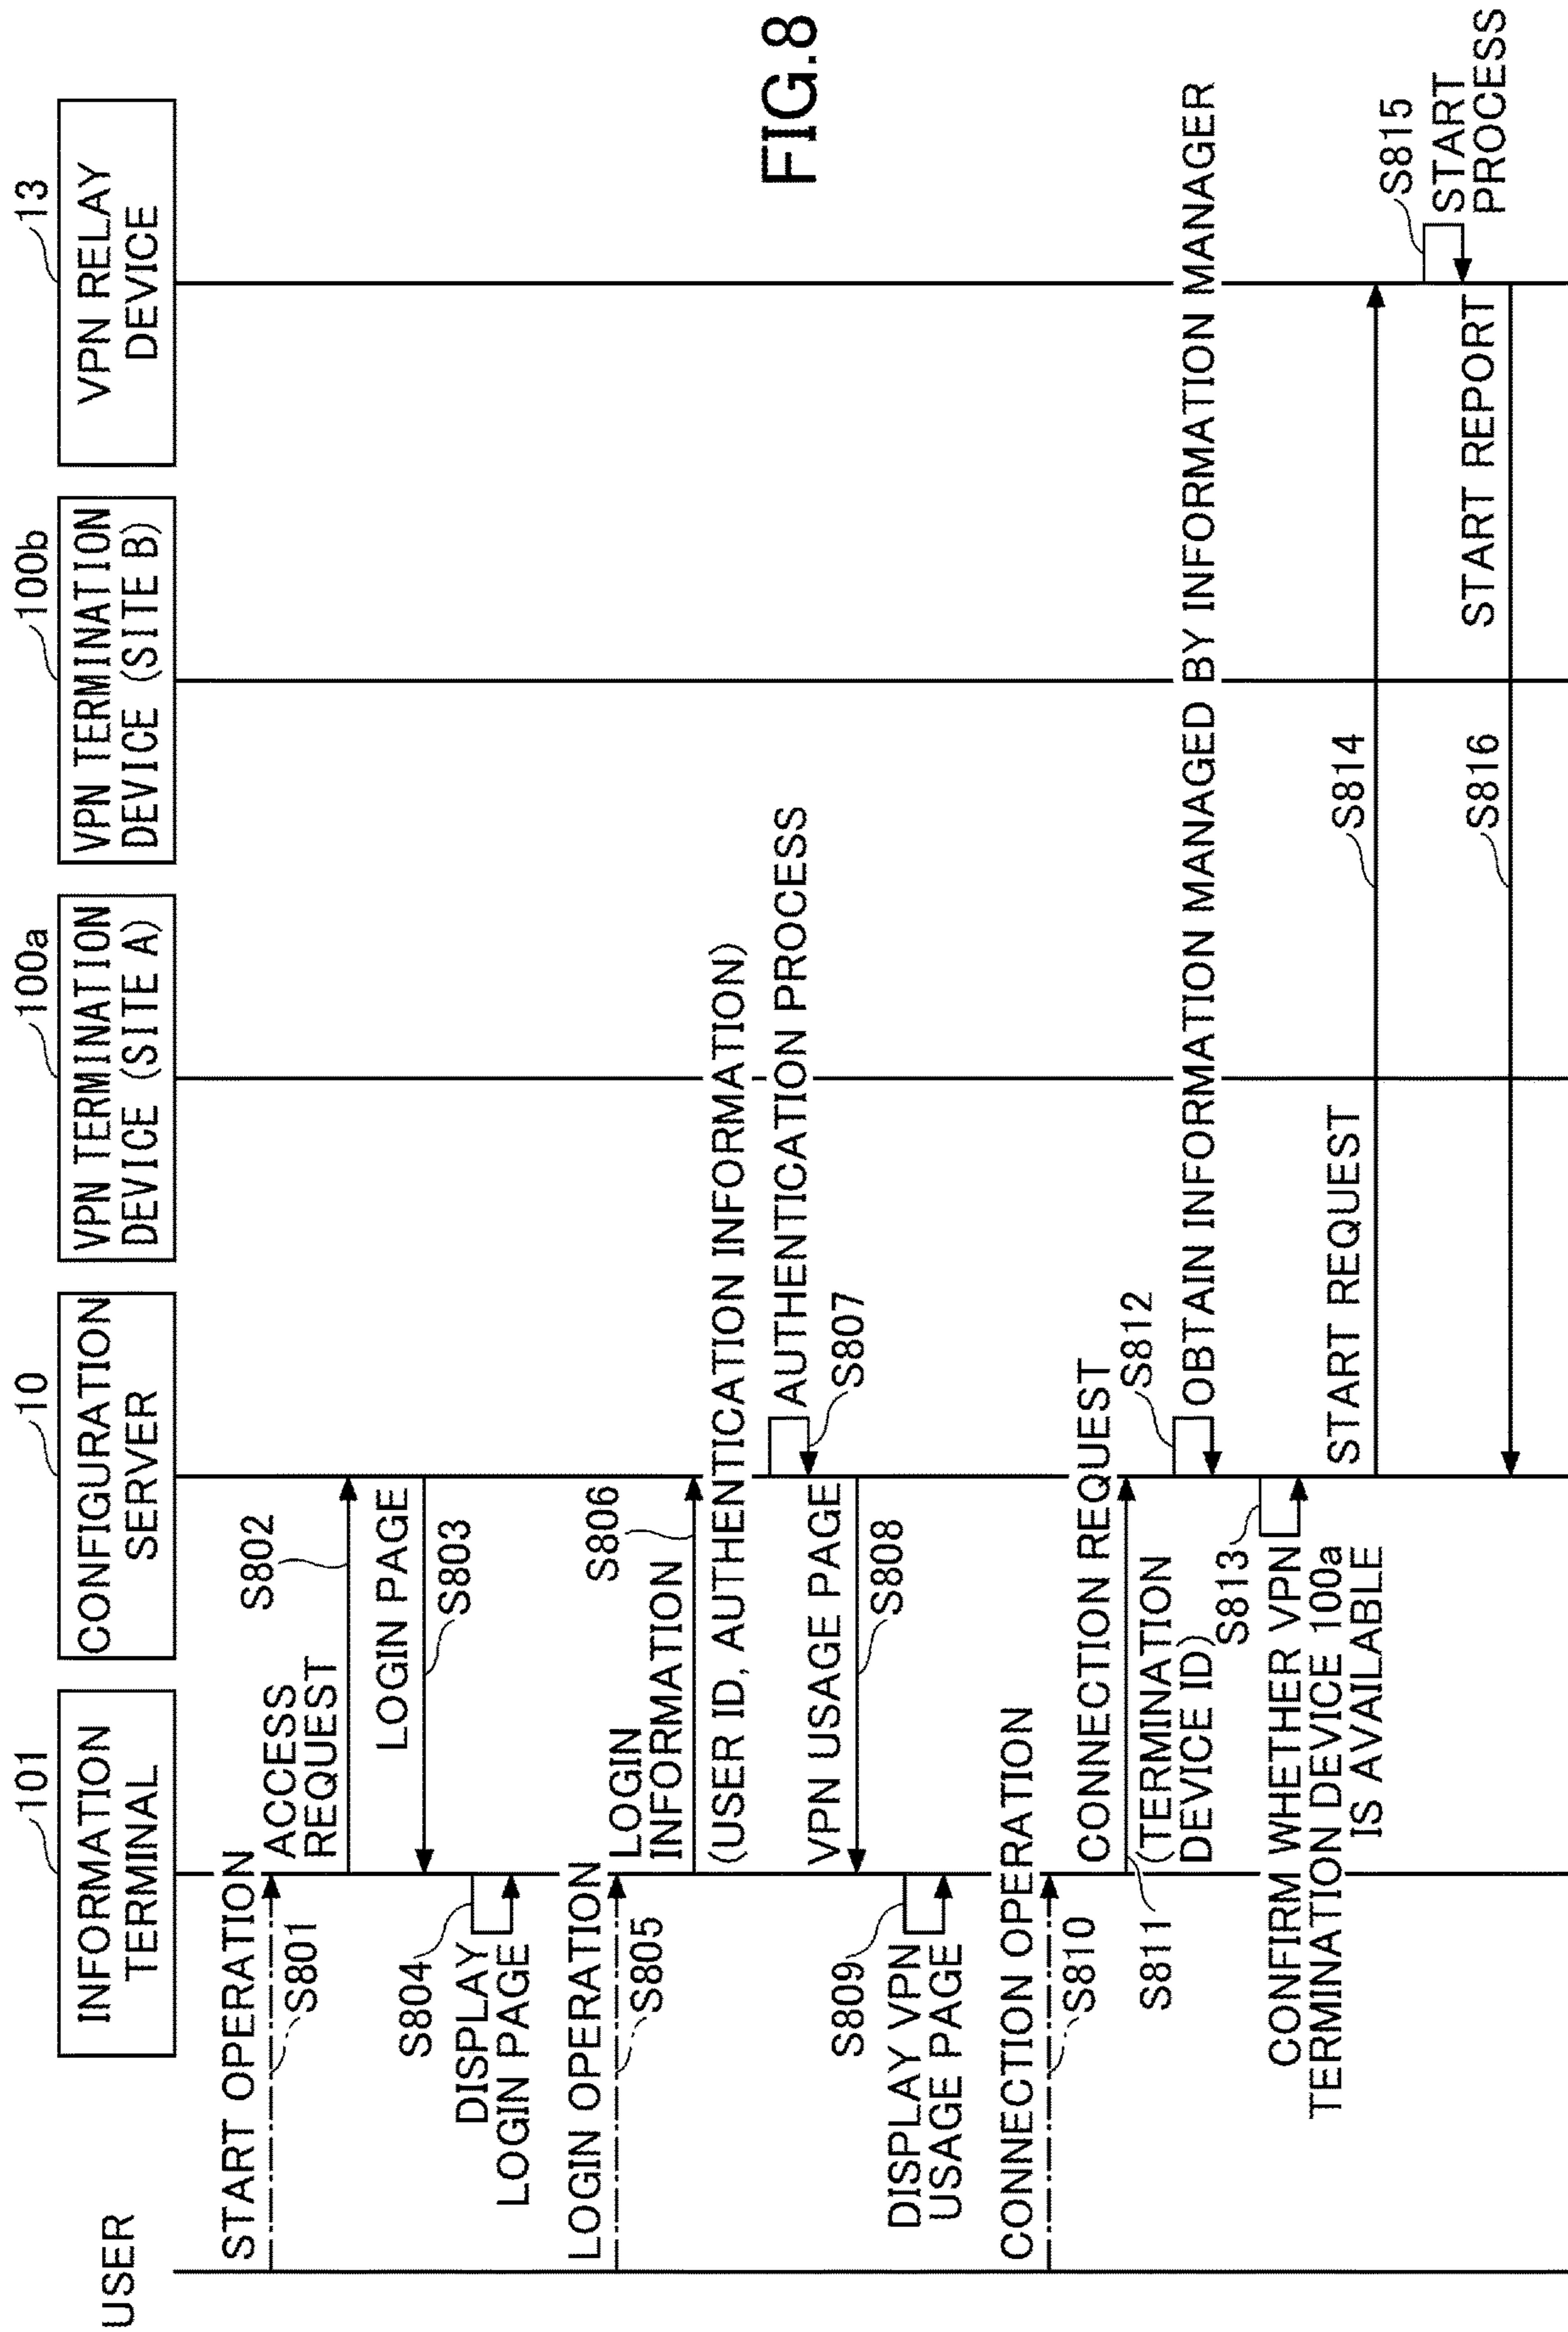 FIG.8
USER
101
INFORMATION
TERMINAL
10
CONFIGURATION
SERVER
100a
VPN TERMINATION
DEVICE (SITE A)
100b
VPN TERMINATION
DEVICE (SITE B)
13
VPN RELAY
DEVICE
START OPERATION
S801
ACCESS
REQUEST
S802
LOGIN PAGE
S803
S804
DISPLAY
LOGIN PAGE
LOGIN OPERATION
S805
LOGIN
INFORMATION
S806
(USER ID, AUTHENTICATION INFORMATION)
AUTHENTICATION PROCESS
S807
VPN USAGE PAGE
S808
S809
DISPLAY VPN
USAGE PAGE
CONNECTION OPERATION
S810
CONNECTION REQUEST
S811
(TERMINATION
DEVICE ID)
S812
OBTAIN INFORMATION MANAGED BY INFORMATION MANAGER
S813
CONFIRM WHETHER VPN
TERMINATION DEVICE 100a
IS AVAILABLE
START REQUEST
S814
S815
START
PROCESS
START REPORT
S816